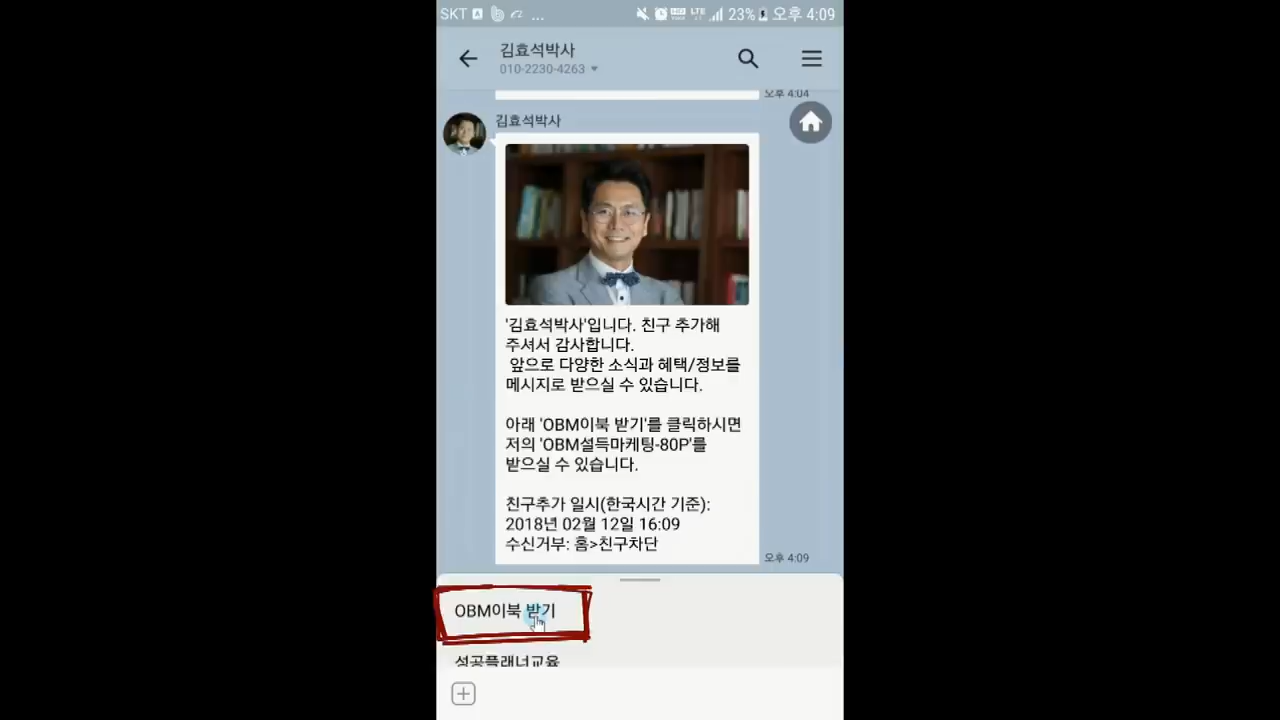 SKT
...
LTE
23%
오후 4:09
김효석박사
010-2230-4263
오후 4:04
김효석박사
'김효석박사'입니다. 친구 추가해
주셔서 감사합니다.
앞으로 다양한 소식과 혜택/정보를
메시지로 받으실 수 있습니다.
아래 'OBM이북 받기'를 클릭하시면
저의 'OBM설득마케팅-80P'를
받으실 수 있습니다.
친구추가 일시(한국시간 기준):
2018년 02월 12일 16:09
수신거부: 홈>친구차단
오후 4:09
OBM이북 받기
성공플래너교육